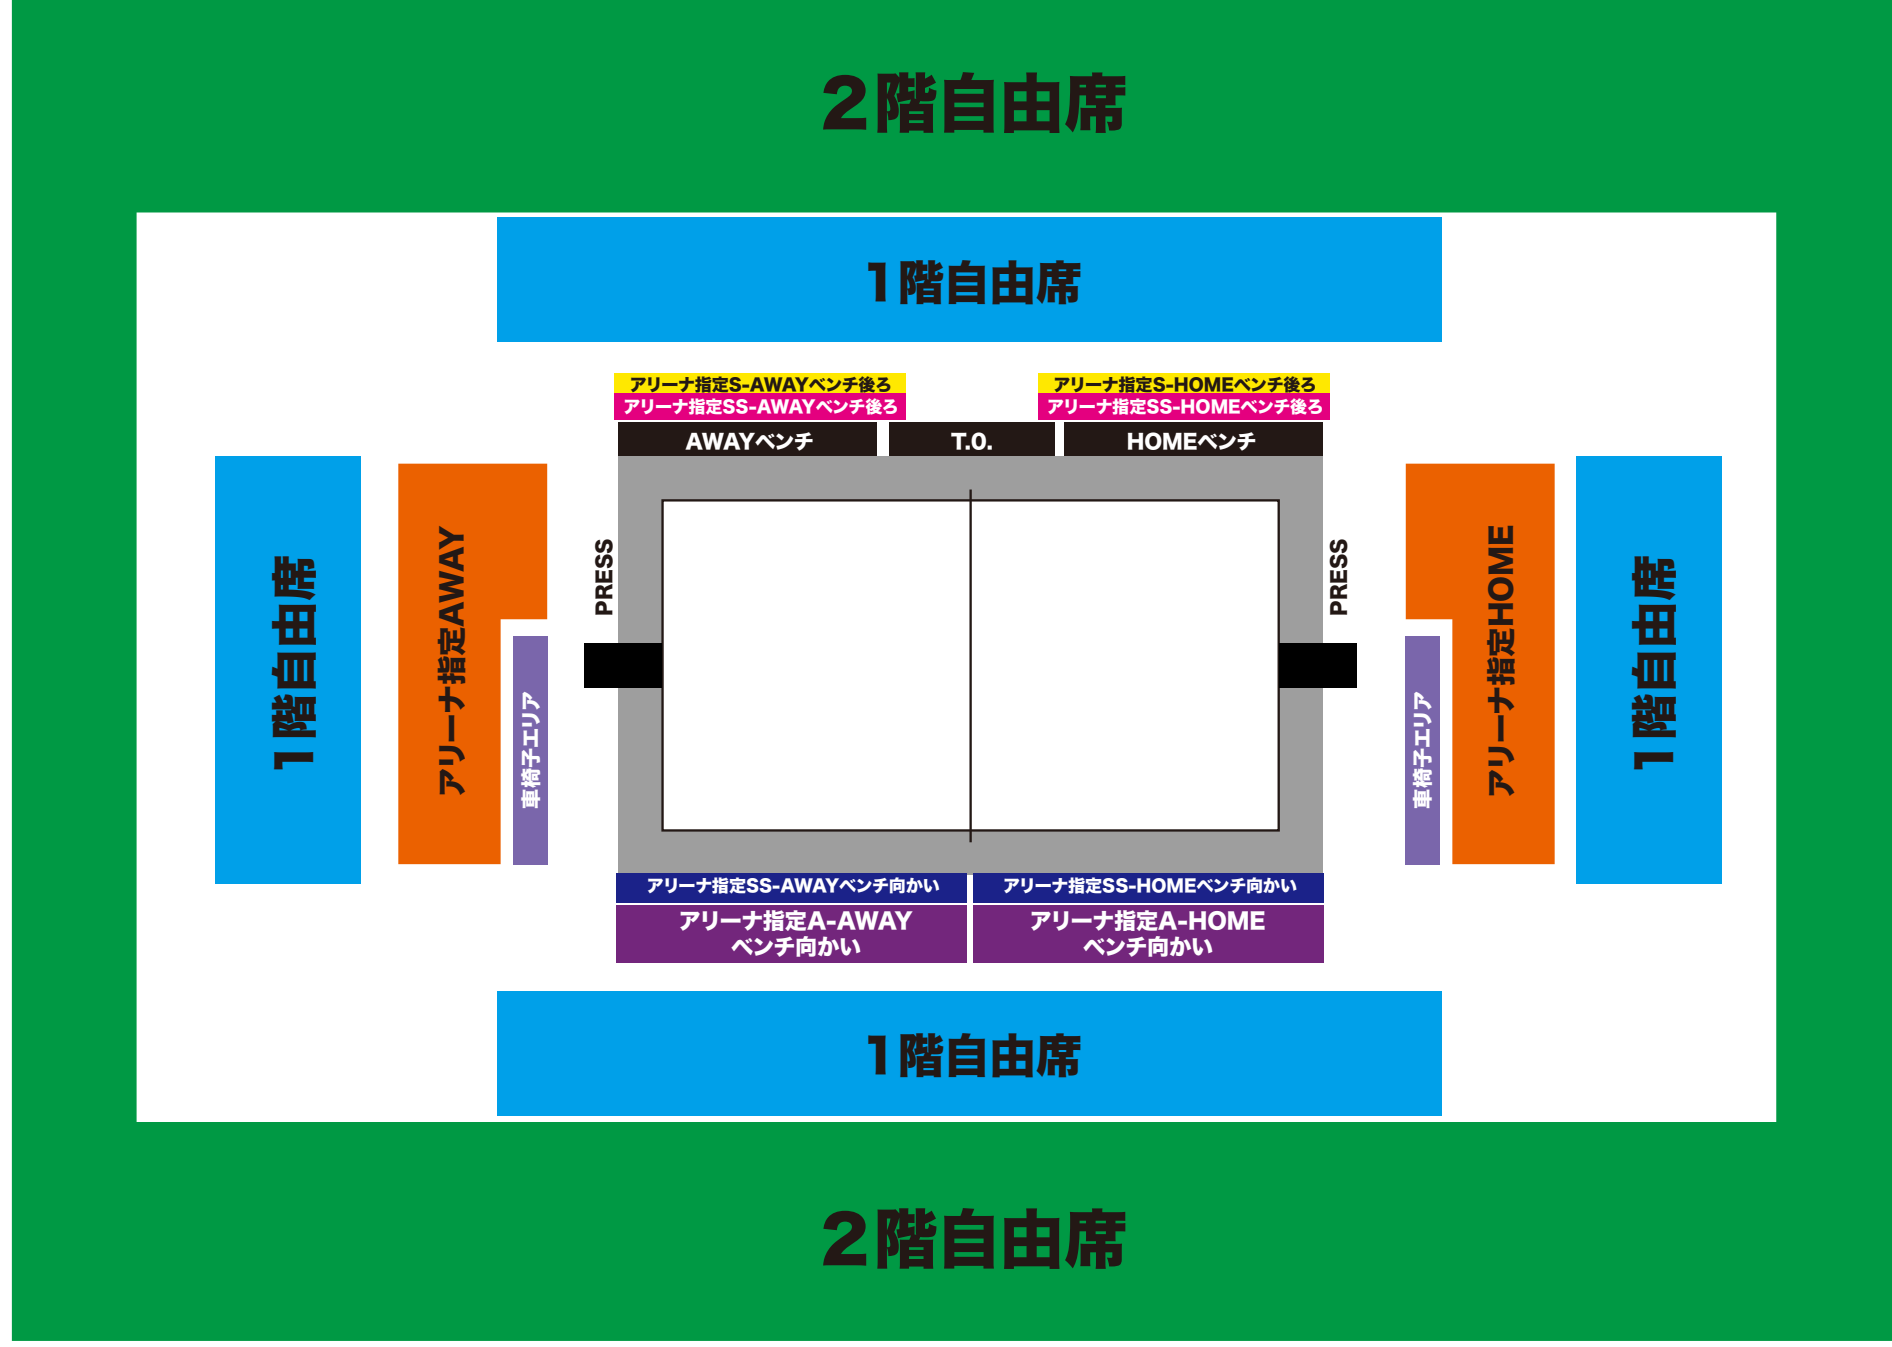 2階自由席
1階自由席
アリーナ指定S-AWAYベンチ後ろ
アリーナ指定S-HOMEベンチ後ろ
アリーナ指定SS-AWAYベンチ後ろ
アリーナ指定SS-HOMEベンチ後ろ
AWAYベンチ
T.O.
HOMEベンチ
1階自由席
アリーナ指定AWAY
車椅子エリア
PRESS
PRESS
車椅子エリア
アリーナ指定HOME
1階自由席
アリーナ指定SS-AWAYベンチ向かい
アリーナ指定SS-HOMEベンチ向かい
アリーナ指定A-AWAY
ベンチ向かい
アリーナ指定A-HOME
ベンチ向かい
1階自由席
2階自由席